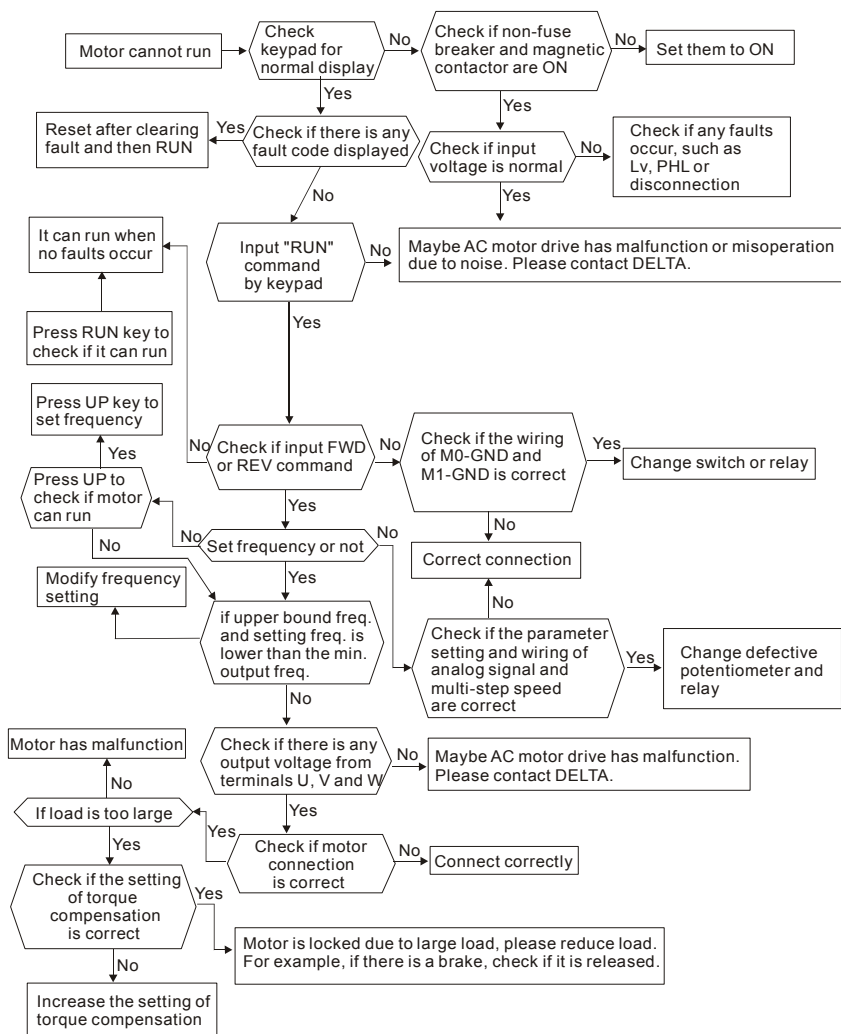 Motor cannot run
Check
keypad for
normal display
No
Check if non-fuse
breaker and magnetic
contactor are ON
No
Set them to ON
Yes
Yes
Reset after clearing
fault and then RUN
Yes
Check if there is any
fault code displayed
Check if input
voltage is normal
No
Check if any faults
occur, such as
Lv, PHL or
disconnection
No
Yes
It can run when
no faults occur
Input "RUN"
command
by keypad
No
Maybe AC motor drive has malfunction or misoperation
due to noise. Please contact DELTA.
Yes
Press RUN key to
check if it can run
Press UP key to
set frequency
No
Check if input FWD
or REV command
No
Check if the wiring
of M0-GND and
M1-GND is correct
Yes
Change switch or relay
Yes
Press UP to
check if motor
can run
Yes
No
No
Set frequency or not
No
No
Correct connection
Yes
Modify frequency
setting
No
if upper bound freq.
and setting freq. is
lower than the min.
output freq.
Check if the parameter
setting and wiring of
analog signal and
multi-step speed
are correct
Yes
Change defective
potentiometer and
relay
No
Motor has malfunction
Check if there is any
output voltage from
terminals U, V and W
No
Maybe AC motor drive has malfunction.
Please contact DELTA.
No
Yes
If load is too large
Yes
Check if motor
connection
is correct
No
Connect correctly
Yes
Check if the setting
of torque
compensation
is correct
Yes
Motor is locked due to large load, please reduce load.
For example, if there is a brake, check if it is released.
No
Increase the setting of
torque compensation